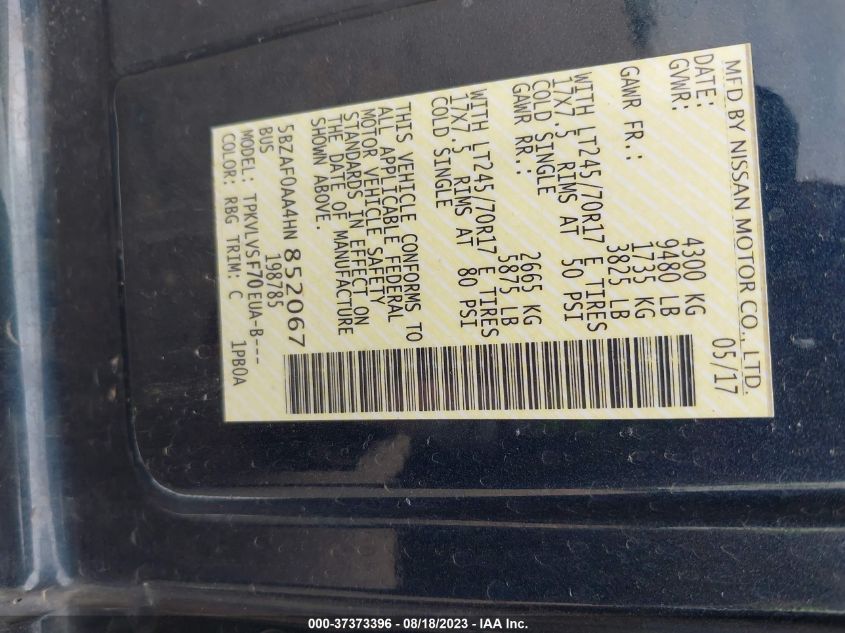 MFD BY NISSAN MOTOR CO., LTD.
DATE: 05/17
GVWR: 4300 KG
9480 LB
GAWR FR.: 1735 KG
3825 LB
WITH LT245/70R17 E TIRES
17X7.5 RIMS AT 50 PSI
COLD SINGLE
GAWR RR.: 2665 KG
5875 LB
WITH LT245/70R17 E TIRES
17X7.5 RIMS AT 80 PSI
COLD SINGLE
THIS VEHICLE CONFORMS TO
ALL APPLICABLE FEDERAL
MOTOR VEHICLE SAFETY
STANDARDS IN EFFECT ON
THE DATE OF MANUFACTURE
SHOWN ABOVE.
5BZAF0AA4HN852067
BUS 198785
MODEL: TPKVLVSF70EUA-B---
COLOR: RBG TRIM: C 1PB0A
000-37373396 - 08/18/2023 - IAA Inc.